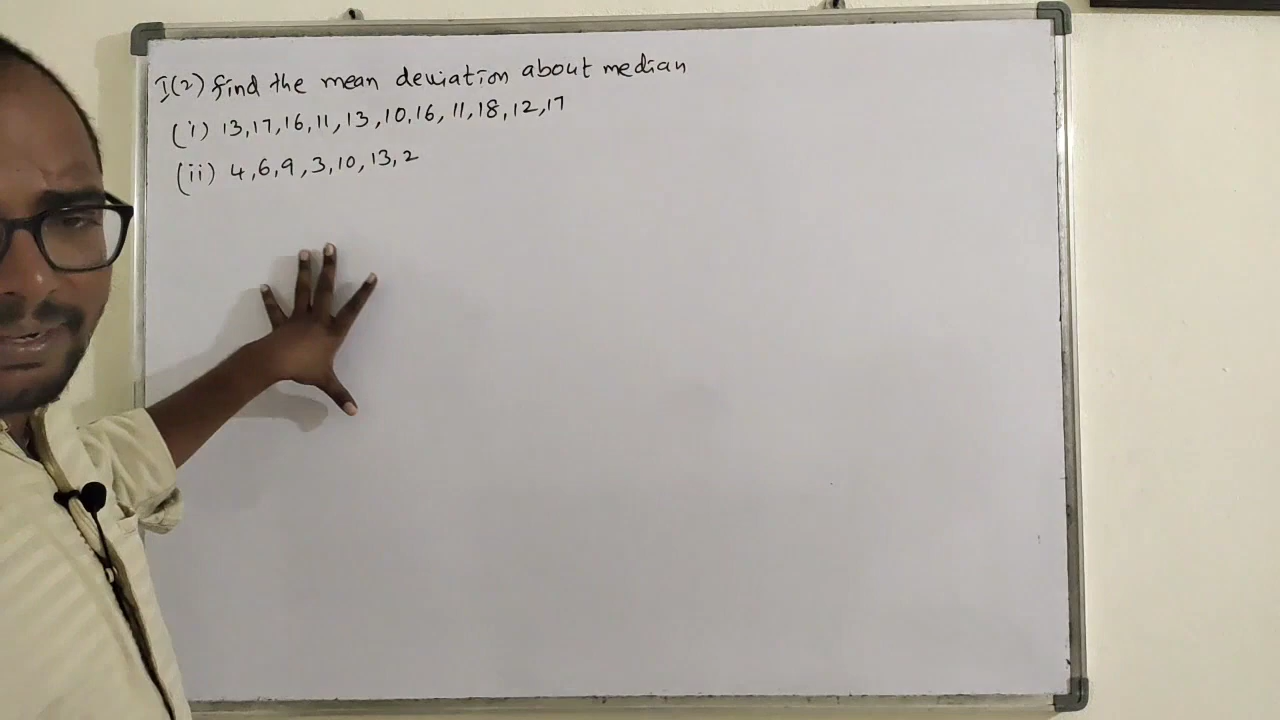 I(2) find the mean deviation about median
(i) 13,17,16,11,13,10,16,11,18,12,17
(ii) 4,6,9,3,10,13,2